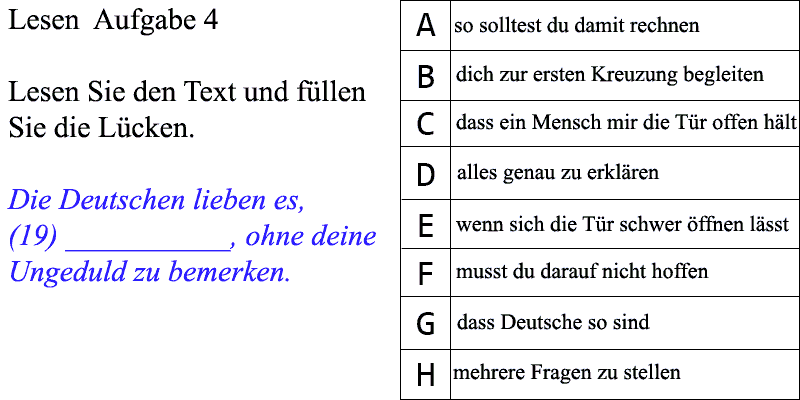 Lesen Aufgabe 4
Lesen Sie den Text und füllen
Sie die Lücken.
Die Deutschen lieben es,
(19) ___________, ohne deine
Ungeduld zu bemerken.
A so solltest du damit rechnen
B dich zur ersten Kreuzung begleiten
C dass ein Mensch mir die Tür offen hält
D alles genau zu erklären
E wenn sich die Tür schwer öffnen lässt
F musst du darauf nicht hoffen
G dass Deutsche so sind
H mehrere Fragen zu stellen